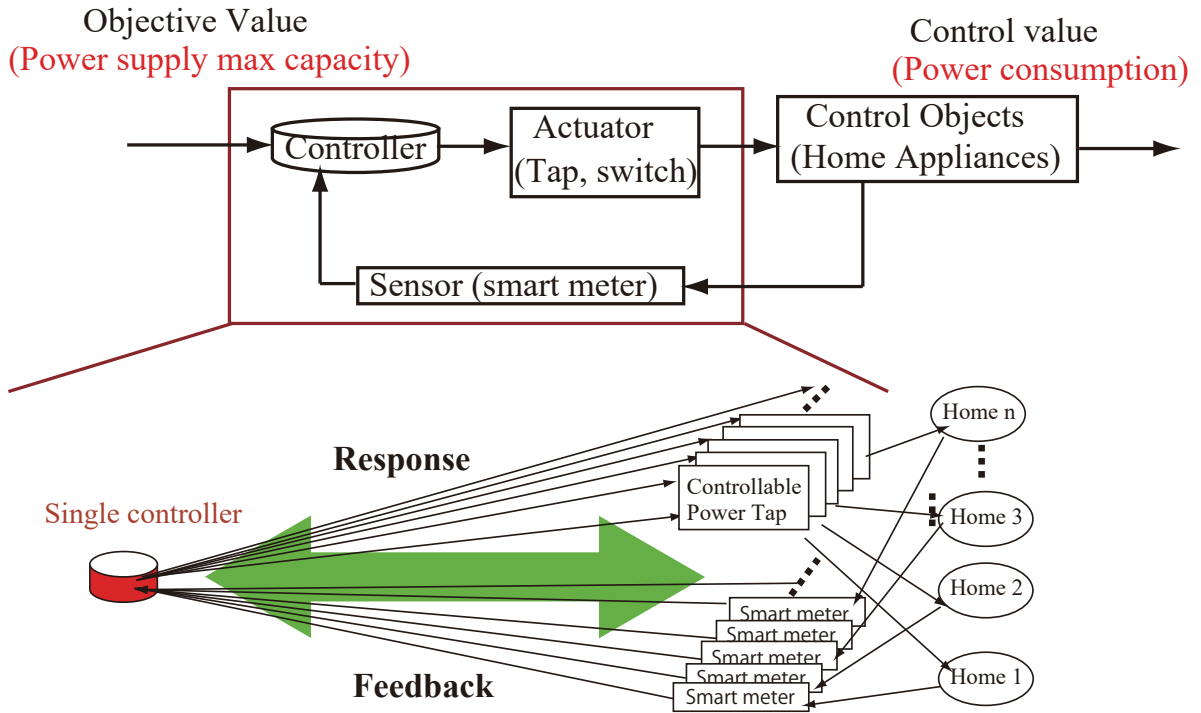 Objective Value
(Power supply max capacity)
Control value
(Power consumption)
Controller
Actuator
(Tap, switch)
Control Objects
(Home Appliances)
Sensor (smart meter)
Response
Single controller
Feedback
Controllable
Power Tap
Home n
Home 3
Home 2
Home 1
Smart meter
Smart meter
Smart meter
Smart meter
Smart meter